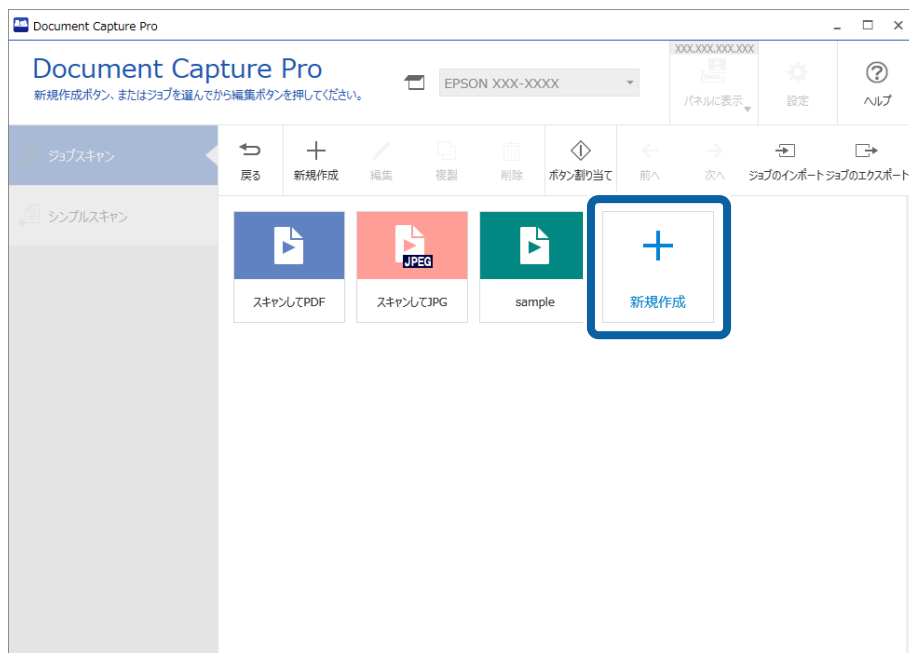 Document Capture Pro
Document Capture Pro
新規作成ボタン、またはジョブを選んでから編集ボタンを押してください。
EPSON XXX-XXXX
XXX.XXX.XXX.XXX
パネルに表示
設定
ヘルプ
ジョブスキャン
シンプルスキャン
戻る
新規作成
編集
複製
削除
ボタン割り当て
前へ
次へ
ジョブのインポート
ジョブのエクスポート
JPEG
スキャンしてPDF
スキャンしてJPG
sample
新規作成